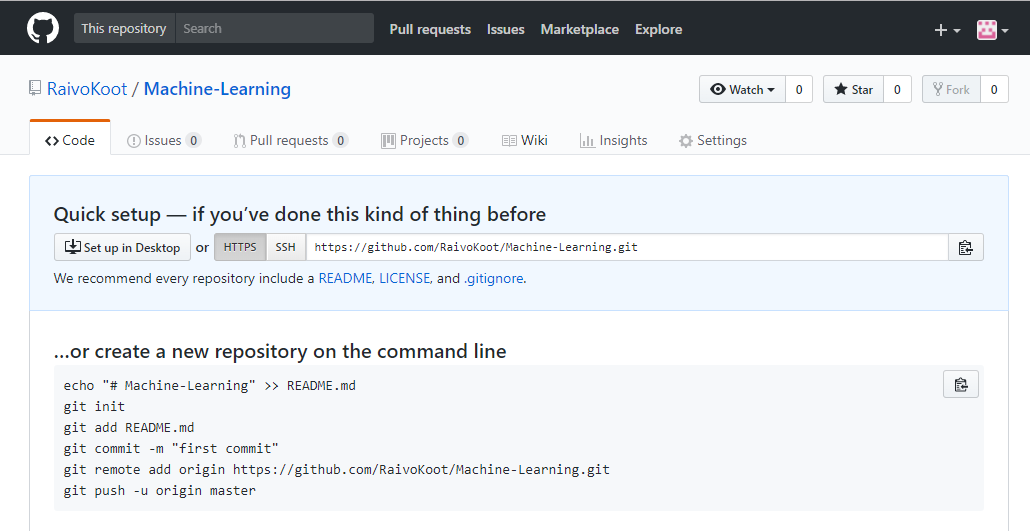 This repository Search Pull requests Issues Marketplace Explore
RaivoKoot / Machine-Learning Watch 0 Star 0 Fork 0
Code Issues 0 Pull requests 0 Projects 0 Wiki Insights Settings
Quick setup — if you’ve done this kind of thing before
Set up in Desktop or HTTPS SSH https://github.com/RaivoKoot/Machine-Learning.git
We recommend every repository include a README, LICENSE, and .gitignore.
…or create a new repository on the command line
echo "# Machine-Learning" >> README.md
git init
git add README.md
git commit -m "first commit"
git remote add origin https://github.com/RaivoKoot/Machine-Learning.git
git push -u origin master